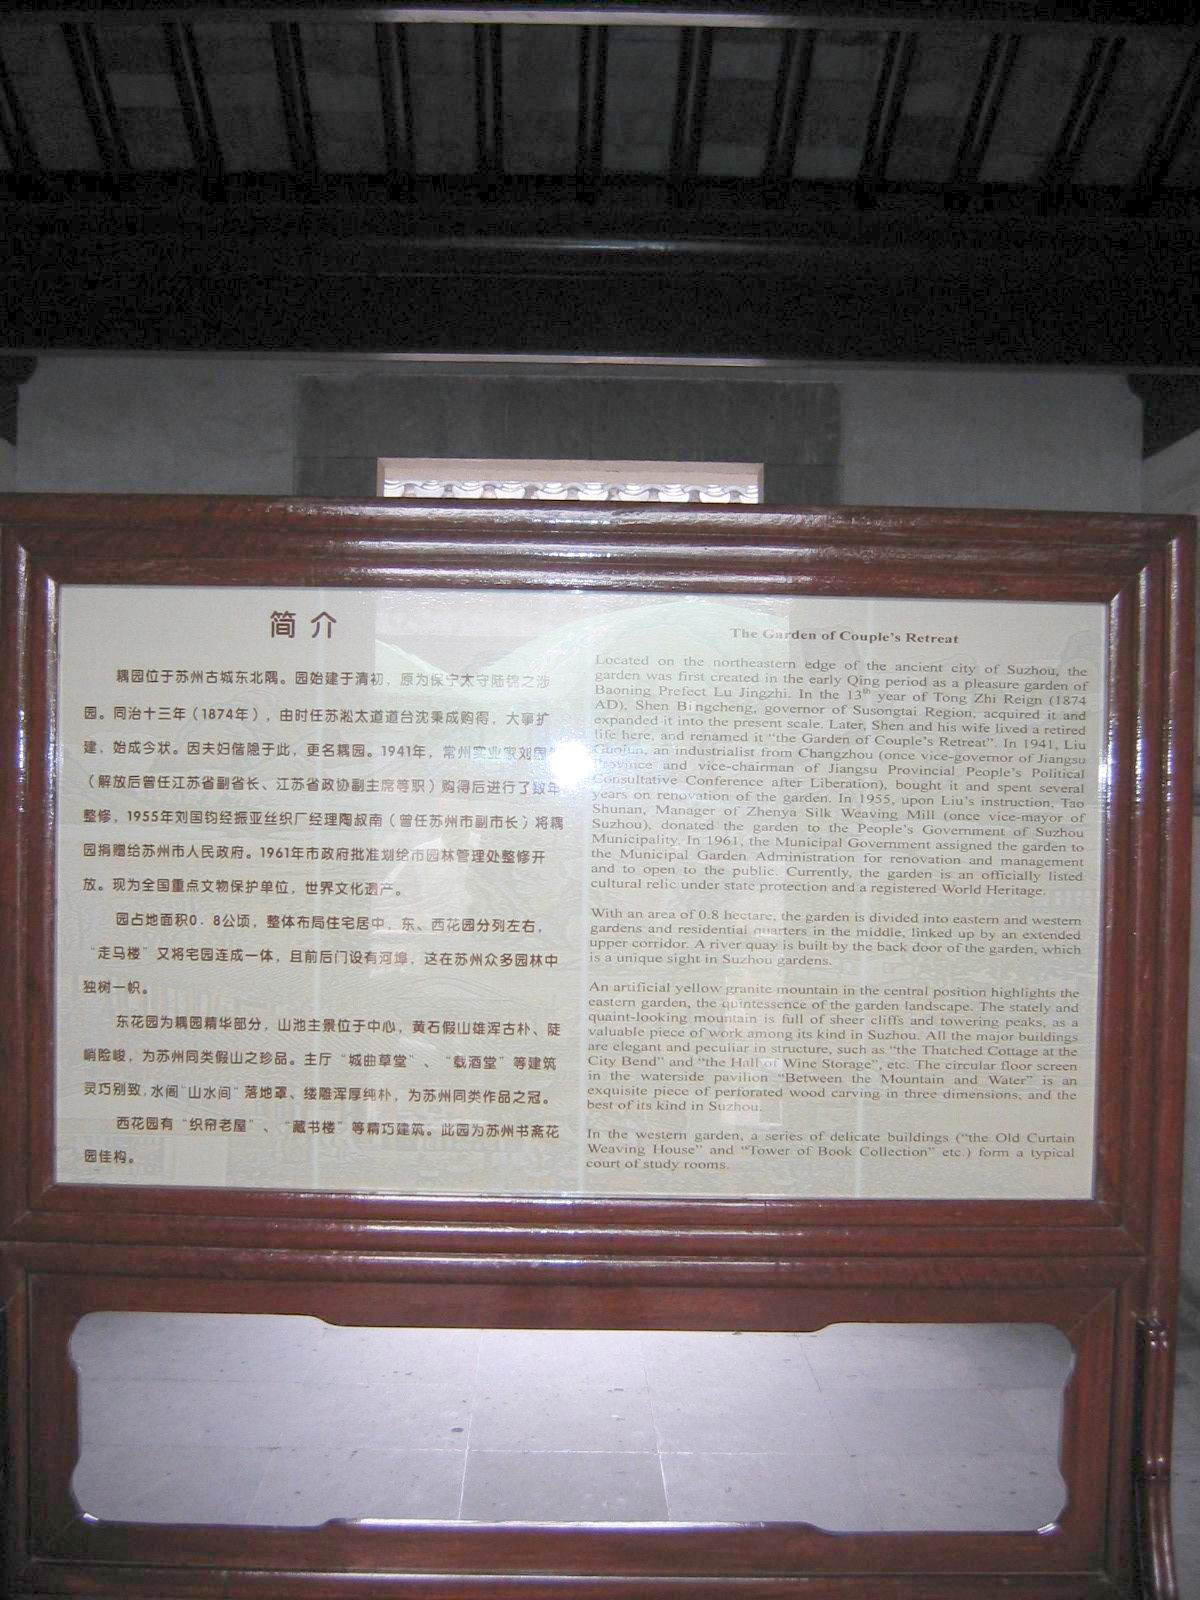 简介
耦园位于苏州古城东北隅。园始建于清初，原为保宁太守陆锦之涉
园。同治十三年（1874年），由时任苏淞太道道台沈秉成购得，大事扩
建，始成今状。因夫妇偕隐于此，更名耦园。1941年，常州实业家刘国
（解放后曾任江苏省副省长、江苏省政协副主席等职）购得后进行了数年
整修，1955年刘国钧经振亚丝织厂经理陶叔南（曾任苏州市副市长）将耦
园捐赠给苏州市人民政府。1961年市政府批准划给市园林管理处整修开
放。现为全国重点文物保护单位，世界文化遗产。
园占地面积0.8公顷，整体布局住宅居中，东、西花园分列左右，
“走马楼”又将宅园连成一体，且前后门设有河埠，这在苏州众多园林中
独树一帜。
东花园为耦园精华部分，山池主景位于中心，黄石假山雄浑古朴、陡
峭险峻，为苏州同类假山之珍品。主厅“城曲草堂”、“载酒堂”等建筑
灵巧别致，水阁“山水间”落地罩、缕雕浑厚纯朴，为苏州同类作品之冠。
西花园有“织帘老屋”、“藏书楼”等精巧建筑。此园为苏州书斋花
园佳构。
The Garden of Couple's Retreat
Located on the northeastern edge of the ancient city of Suzhou, the
garden was first created in the early Qing period as a pleasure garden of
Baoning Prefect Lu Jingzhi. In the 13th year of Tong Zhi Reign (1874
AD), Shen Bingcheng, governor of Susongtai Region, acquired it and
expanded it into the present scale. Later, Shen and his wife lived a retired
life here, and renamed it "the Garden of Couple's Retreat". In 1941, Liu
Guojun, an industrialist from Changzhou (once vice-governor of Jiangsu
Province and vice-chairman of Jiangsu Provincial People's Political
Consultative Conference after Liberation), bought it and spent several
years on renovation of the garden. In 1955, upon Liu's instruction, Tao
Shunan, Manager of Zhenya Silk Weaving Mill (once vice-mayor of
Suzhou), donated the garden to the People's Government of Suzhou
Municipality. In 1961, the Municipal Government assigned the garden to
the Municipal Garden Administration for renovation and management
and to open to the public. Currently, the garden is an officially listed
cultural relic under state protection and a registered World Heritage.
With an area of 0.8 hectare, the garden is divided into eastern and western
gardens and residential quarters in the middle, linked up by an extended
upper corridor. A river quay is built by the back door of the garden, which
is a unique sight in Suzhou gardens.
An artificial yellow granite mountain in the central position highlights the
eastern garden, the quintessence of the garden landscape. The stately and
quaint-looking mountain is full of sheer cliffs and towering peaks, as a
valuable piece of work among its kind in Suzhou. All the major buildings
are elegant and peculiar in structure, such as "the Thatched Cottage at the
City Bend" and "the Hall of Wine Storage", etc. The circular floor screen
in the waterside pavilion "Between the Mountain and Water" is an
exquisite piece of perforated wood carving in three dimensions, and the
best of its kind in Suzhou.
In the western garden, a series of delicate buildings ("the Old Curtain
Weaving House" and "Tower of Book Collection" etc.) form a typical
court of study rooms.